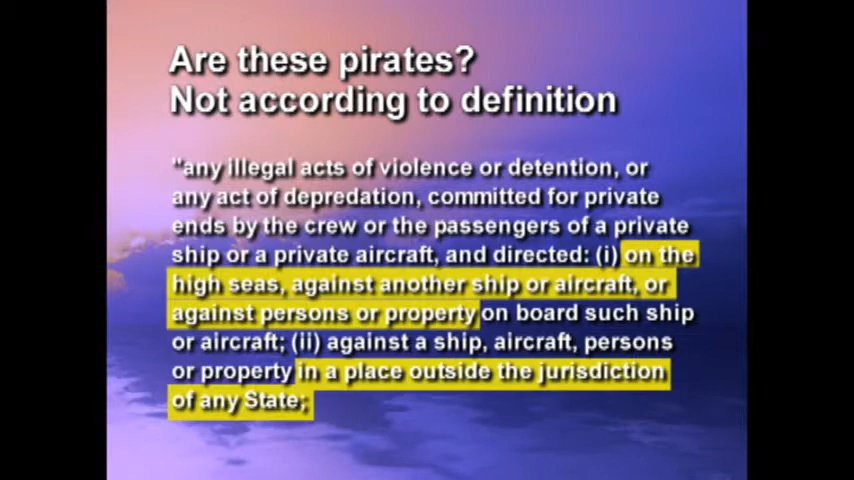 Are these pirates?
Not according to definition
"any illegal acts of violence or detention, or
any act of depredation, committed for private
ends by the crew or the passengers of a private
ship or a private aircraft, and directed: (i) on the
high seas, against another ship or aircraft, or
against persons or property on board such ship
or aircraft; (ii) against a ship, aircraft, persons
or property in a place outside the jurisdiction
of any State;